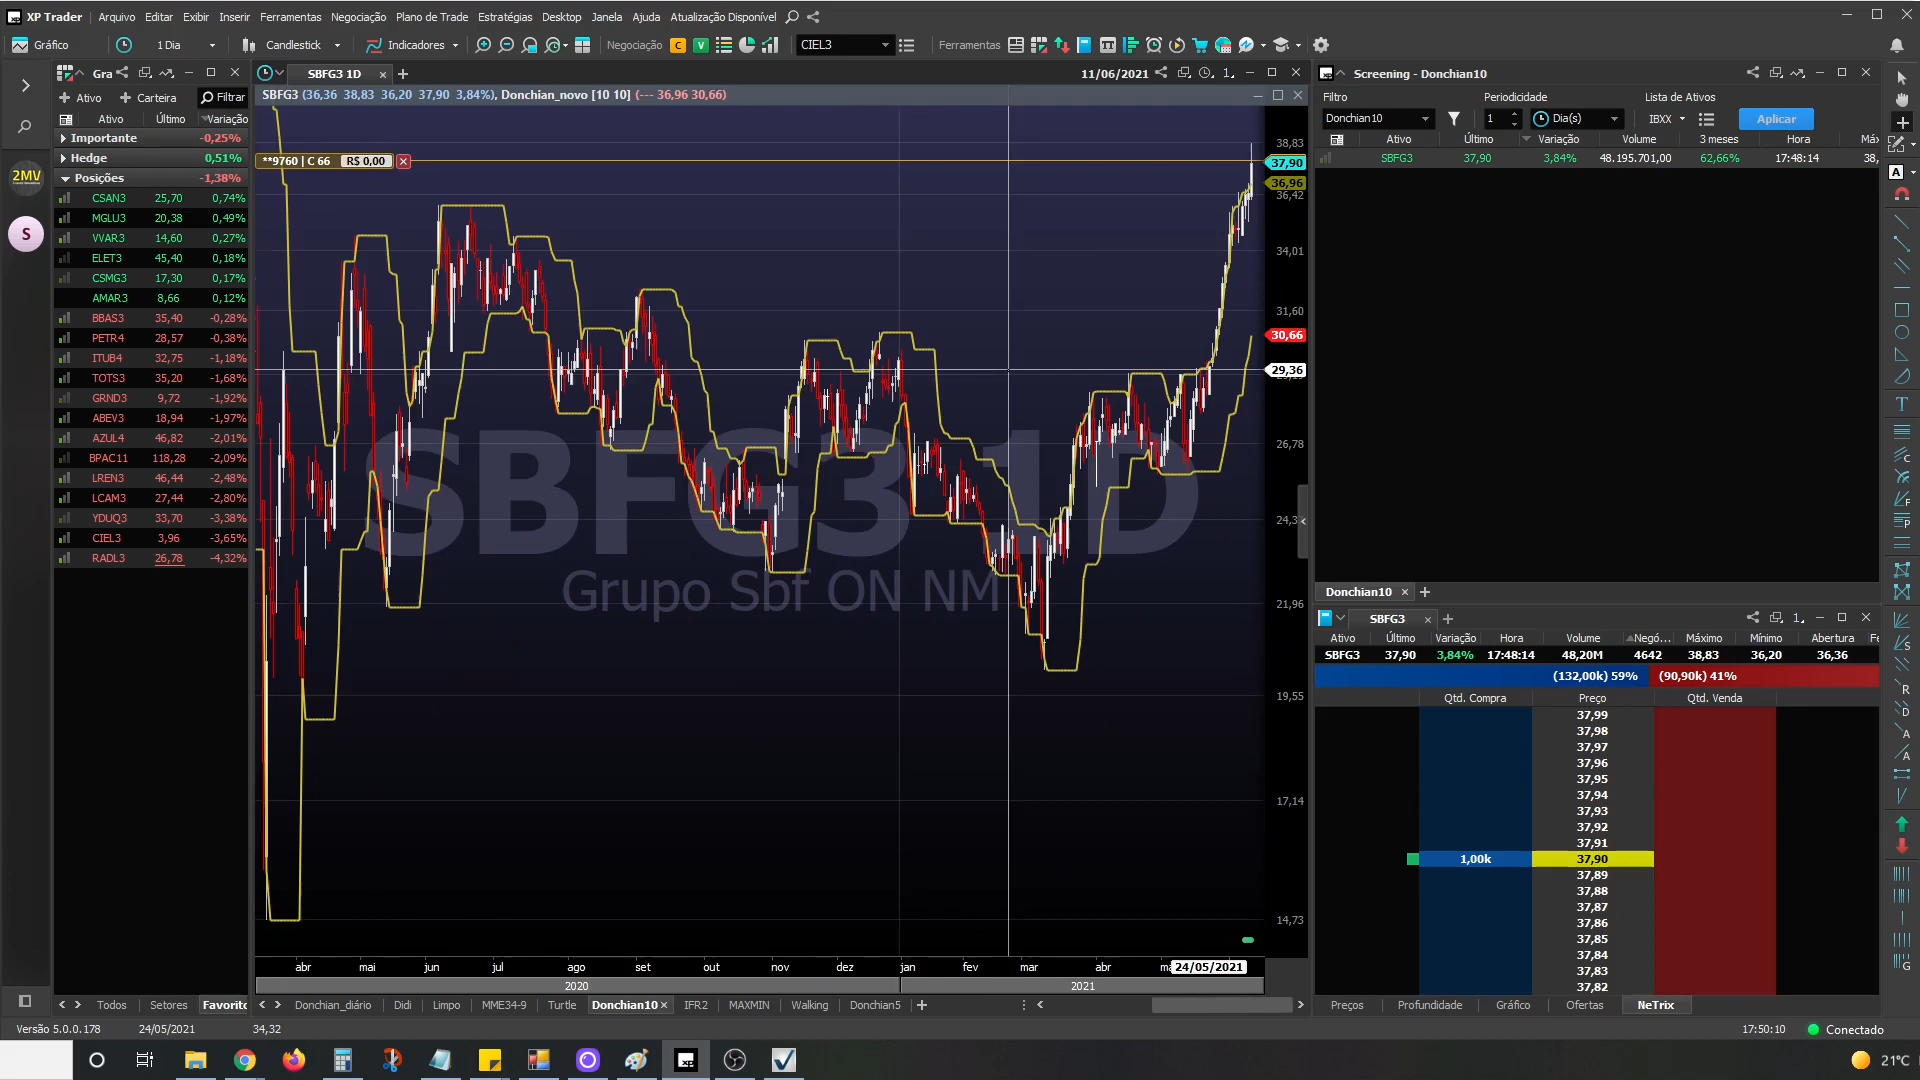 XP Trader Arquivo Editar Exibir Inserir Ferramentas Negociação Plano de Trade Estratégias Desktop Janela Ajuda Atualização Disponível
Gráfico 1 Dia Candlestick Indicadores Negociação C V CIEL3 Ferramentas
Gra
Ativo Carteira Filtrar
Ativo Último Variação
Importante -0,25%
Hedge 0,51%
Posições -1,38%
CSAN3 25,70 0,74%
MGLU3 20,38 0,49%
VVAR3 14,60 0,27%
ELET3 45,40 0,18%
CSMG3 17,30 0,17%
AMAR3 8,66 0,12%
BBAS3 35,40 -0,28%
PETR4 28,57 -0,38%
ITUB4 32,75 -1,18%
TOTS3 35,20 -1,68%
GRND3 9,72 -1,92%
ABEV3 18,94 -1,97%
AZUL4 46,82 -2,01%
BPAC11 118,28 -2,09%
LREN3 46,44 -2,48%
LCAM3 27,44 -2,80%
YDUQ3 33,70 -3,38%
CIEL3 3,96 -3,65%
RADL3 26,78 -4,32%
2MV
S
Todos Setores Favorito
SBFG3 1D 11/06/2021 1
SBFG3 (36,36 38,83 36,20 37,90 3,84%), Donchian_novo [10 10] (--- 36,96 30,66)
**9760 | C 66 R$ 0,00
SBFG3 1D
Grupo Sbf ON NM
38,83
37,90
36,96
36,42
34,01
31,60
30,66
29,36
26,78
24,3
21,96
19,55
17,14
14,73
abr mai jun jul ago set out nov dez jan fev mar abr ma 24/05/2021
2020 2021
Donchian_diário Didi Limpo MME34-9 Turtle Donchian10 IFR2 MAXMIN Walking Donchian5
Screening - Donchian10
Filtro Periodicidade Lista de Ativos
Donchian10 1 Dia(s) IBXX Aplicar
Ativo Último Variação Volume 3 meses Hora Máx
SBFG3 37,90 3,84% 48.195.701,00 62,66% 17:48:14 38,
Donchian10
SBFG3 1
Ativo Último Variação Hora Volume Negó... Máximo Mínimo Abertura Fe
SBFG3 37,90 3,84% 17:48:14 48,20M 4642 38,83 36,20 36,36
(132,00k) 59% (90,90k) 41%
Qtd. Compra Preço Qtd. Venda
37,99
37,98
37,97
37,96
37,95
37,94
37,93
37,92
37,91
1,00k 37,90
37,89
37,88
37,87
37,86
37,85
37,84
37,83
37,82
Preços Profundidade Gráfico Ofertas NeTrix
Versão 5.0.0.178 24/05/2021 34,32 17:50:10 Conectado
21°C